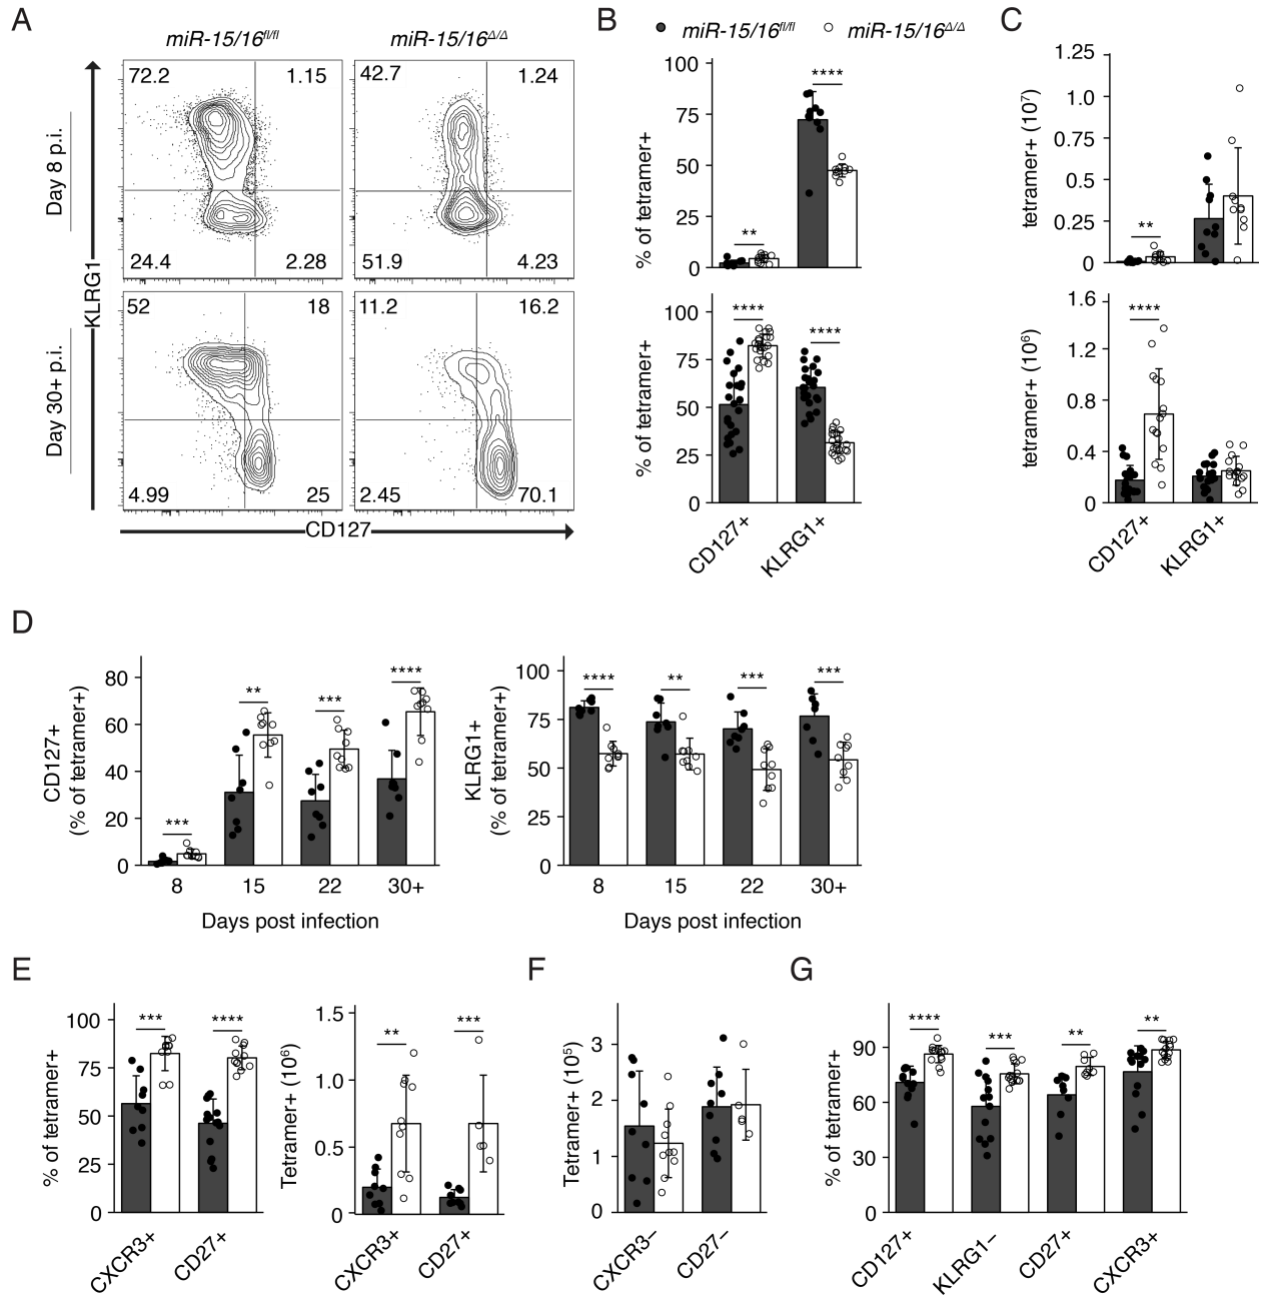 A
miR-15/16fl/fl
miR-15/16Δ/Δ
KLRG1
Day 8 p.i.
72.2
1.15
24.4
2.28
42.7
1.24
51.9
4.23
Day 30+ p.i.
52
18
4.99
25
11.2
16.2
2.45
70.1
CD127
B
miR-15/16fl/fl
miR-15/16Δ/Δ
% of tetramer+
100
75
50
25
0
**
****
% of tetramer+
100
75
50
25
0
****
****
CD127+
KLRG1+
C
tetramer+ (10⁷)
1.25
1.0
0.75
0.5
0.25
0
**
tetramer+ (10⁶)
1.6
1.2
0.8
0.4
0
****
CD127+
KLRG1+
D
CD127+
(% of tetramer+)
80
60
40
20
0
***
**
***
****
8 15 22 30+
Days post infection
KLRG1+
(% of tetramer+)
100
75
50
25
0
****
**
***
***
8 15 22 30+
Days post infection
E
% of tetramer+
100
75
50
25
0
***
****
CXCR3+
CD27+
Tetramer+ (10⁶)
1.5
1.0
0.5
0
**
***
CXCR3+
CD27+
F
Tetramer+ (10⁵)
3
2
1
0
CXCR3–
CD27–
G
% of tetramer+
90
60
30
0
****
***
**
**
CD127+
KLRG1–
CD27+
CXCR3+